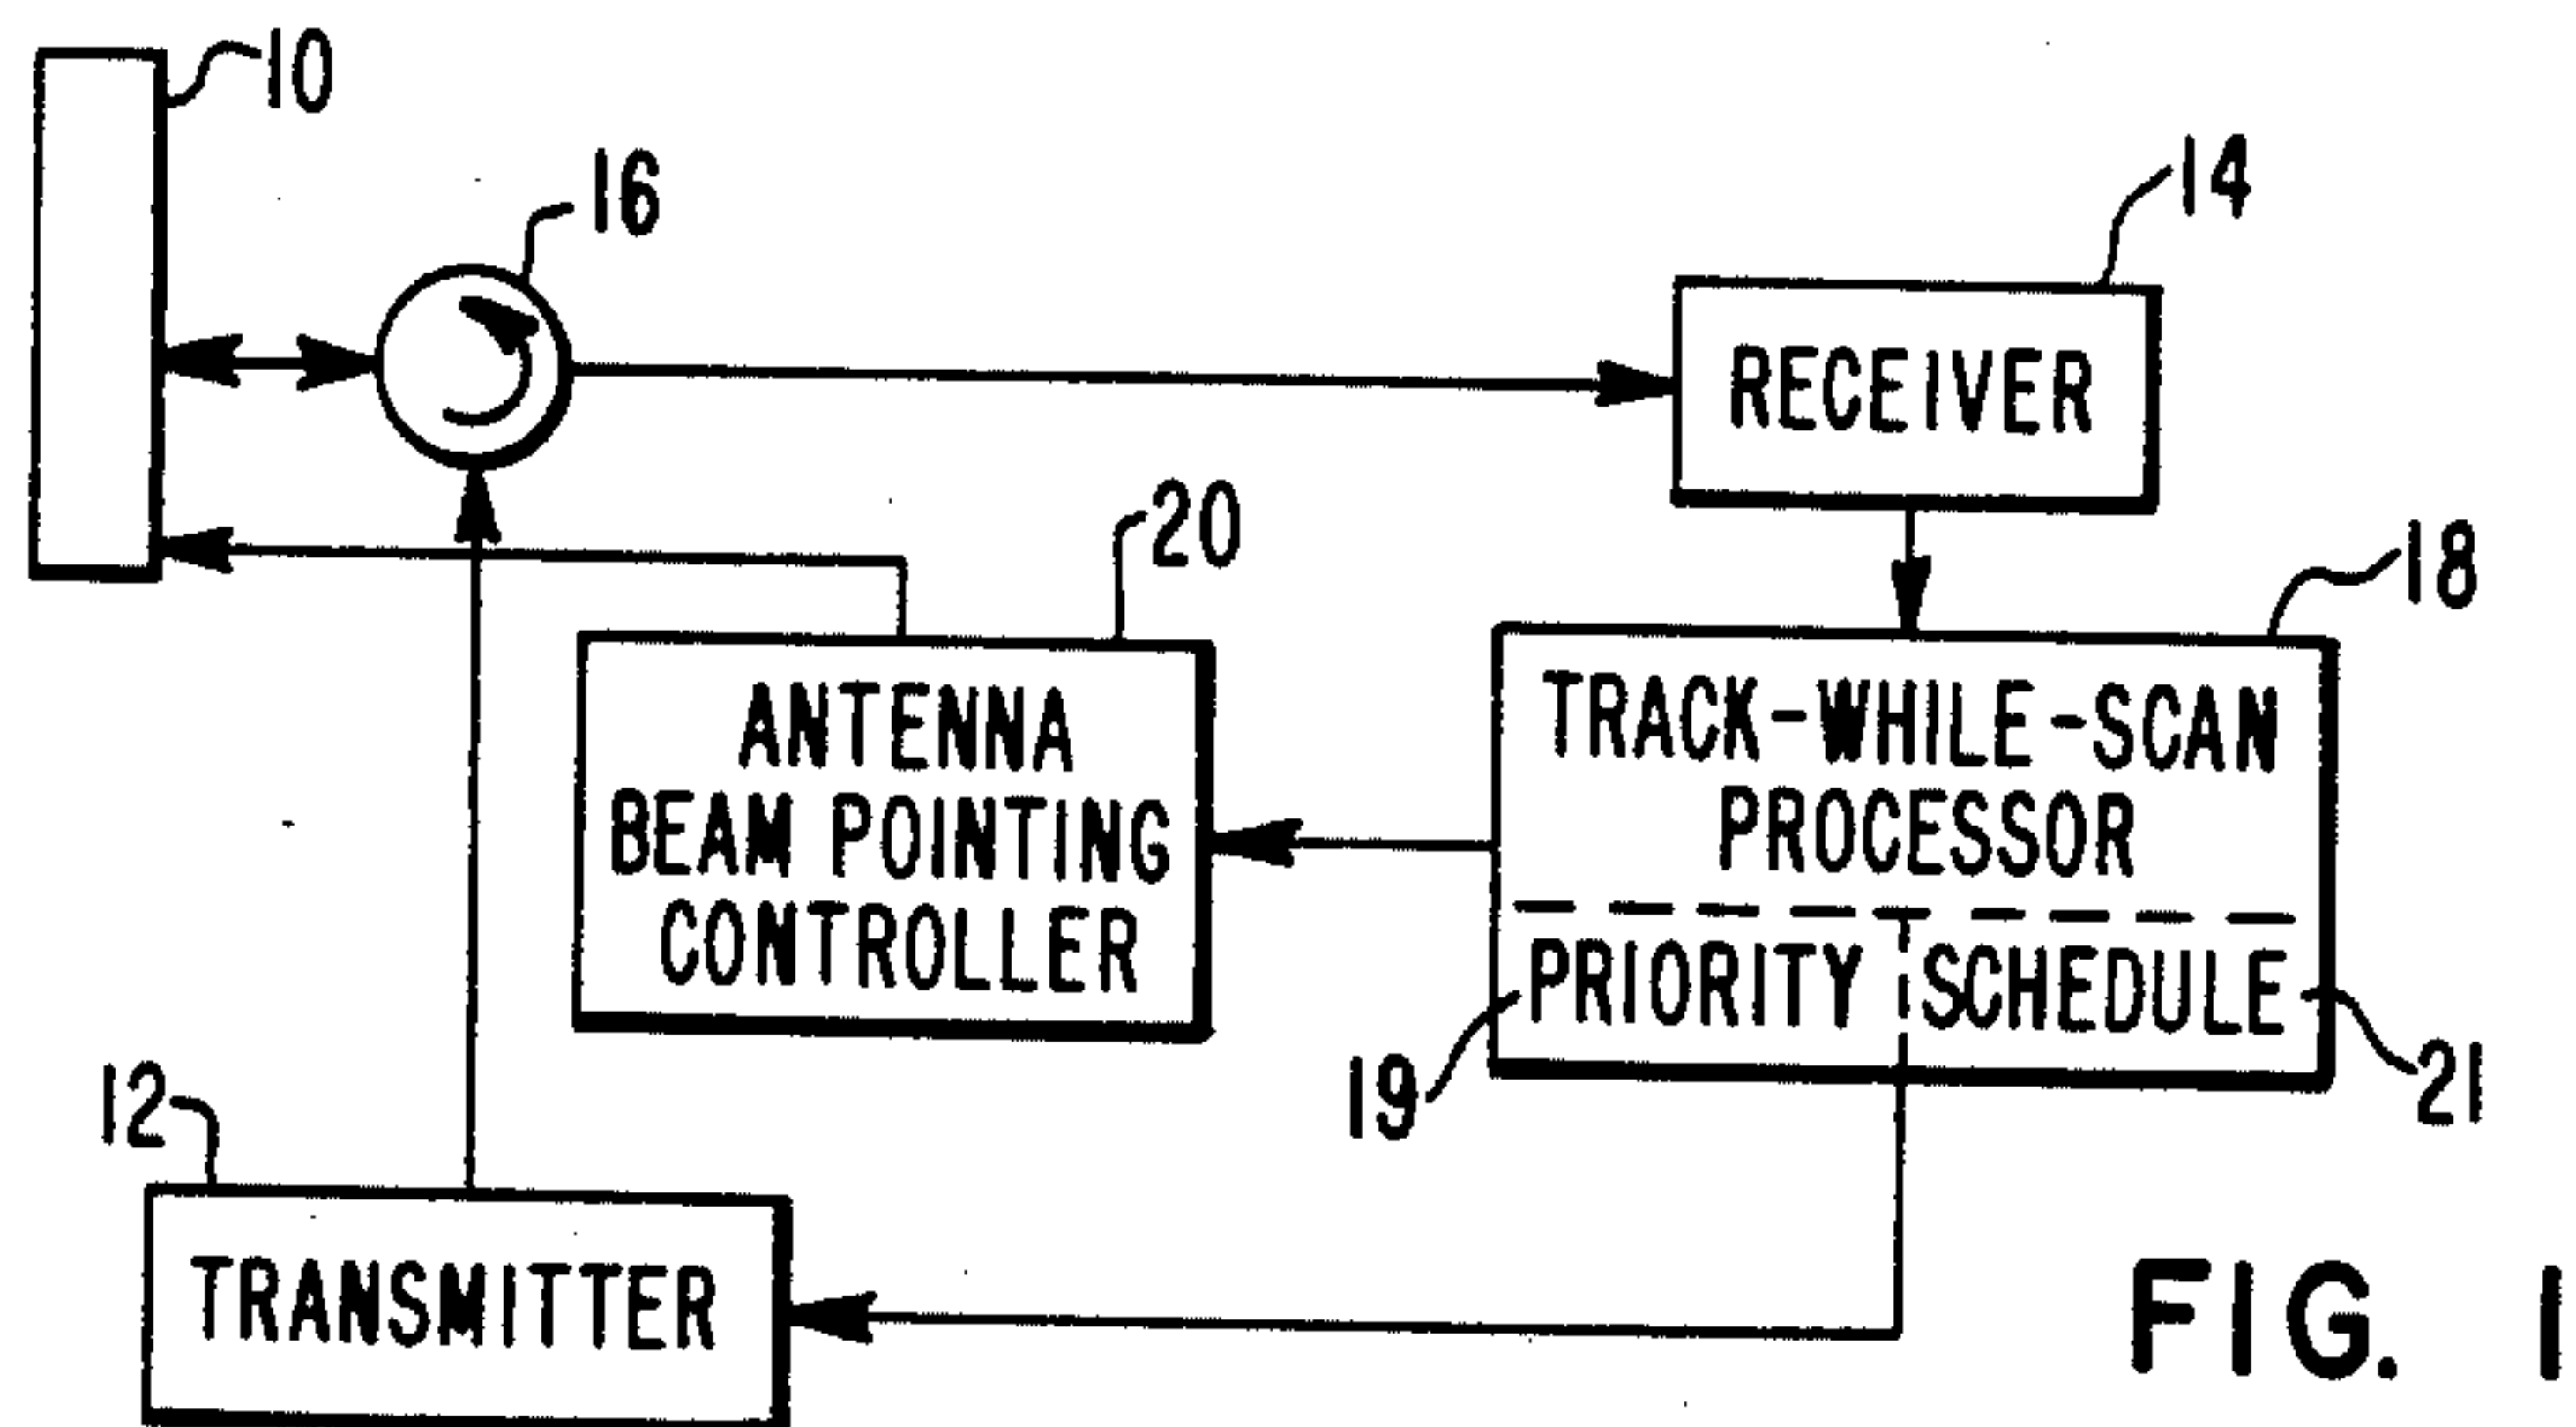 10
16
14
RECEIVER
20
18
ANTENNA
BEAM POINTING
CONTROLLER
TRACK-WHILE-SCAN
PROCESSOR
PRIORITY SCHEDULE
19
21
12
TRANSMITTER
FIG. 1